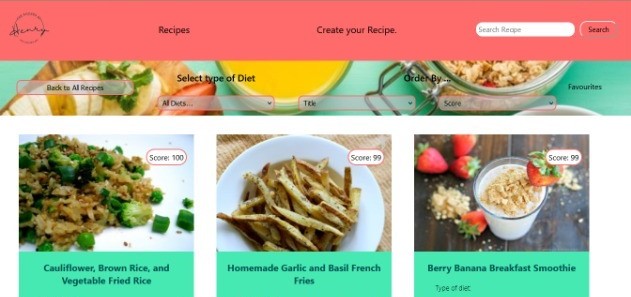 Henry
Recipes
Create your Recipe.
Search Recipe
Search
Select type of Diet
Order By ...
Back to All Recipes
All Diets...
Title
Score
Favourites
Score: 100
Score: 99
Score: 99
Cauliflower, Brown Rice, and
Vegetable Fried Rice
Homemade Garlic and Basil French
Fries
Berry Banana Breakfast Smoothie
Type of diet: